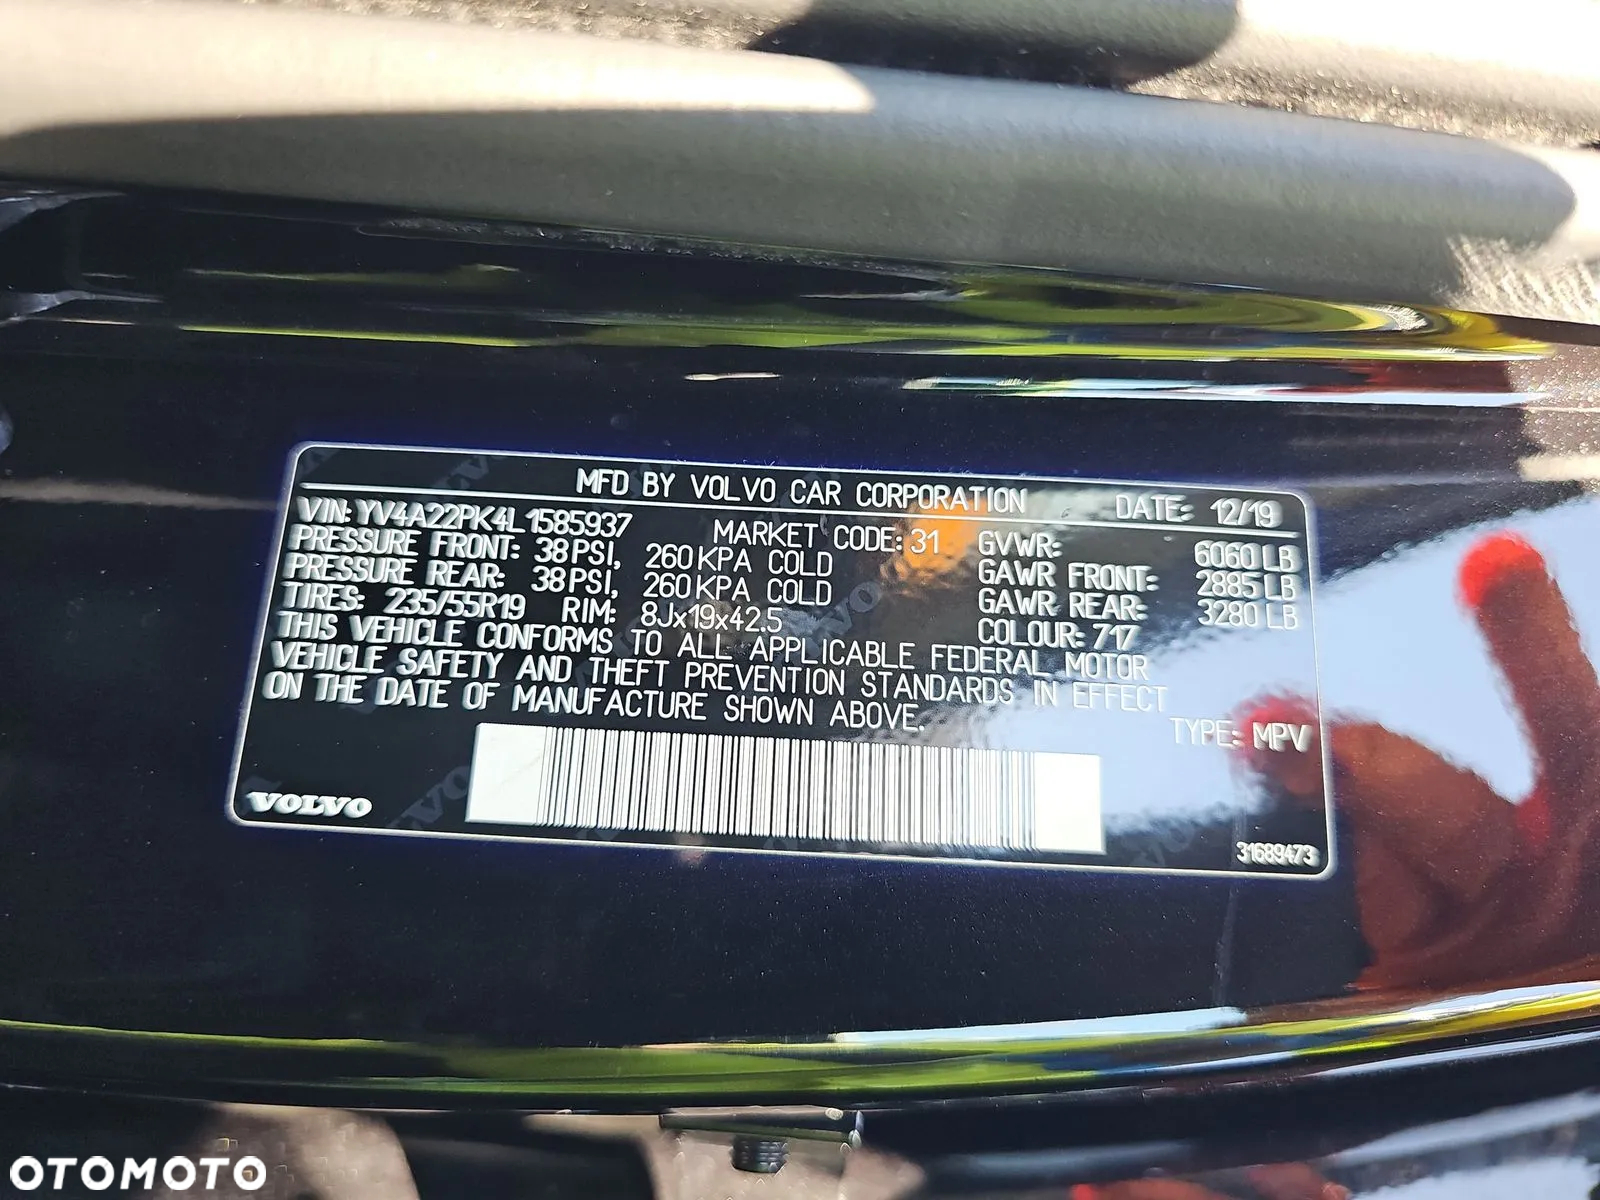 MFD BY VOLVO CAR CORPORATION DATE: 12/19
VIN: YV4A22PK4L1585937 MARKET CODE: 31 GVWR: 6060 LB
PRESSURE FRONT: 38 PSI, 260 KPA COLD GAWR FRONT: 2885 LB
PRESSURE REAR: 38 PSI, 260 KPA COLD GAWR REAR: 3280 LB
TIRES: 235/55R19 RIM: 8Jx19x42.5 COLOUR: 717
THIS VEHICLE CONFORMS TO ALL APPLICABLE FEDERAL MOTOR
VEHICLE SAFETY AND THEFT PREVENTION STANDARDS IN EFFECT
ON THE DATE OF MANUFACTURE SHOWN ABOVE.
TYPE: MPV
VOLVO
31689473
OTOMOTO